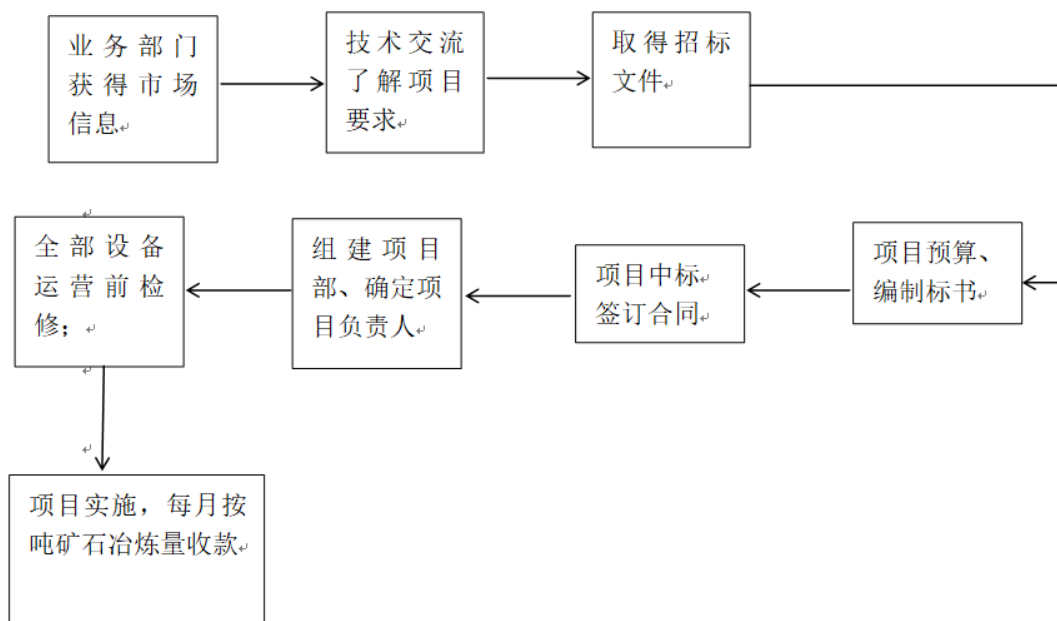 业务部门
获得市场
信息
技术交流
了解项目
要求
取得招标
文件
项目预算、
编制标书
项目中标
签订合同
组建项目
部、确定项
目负责人
全部设备
运营前检
修；
项目实施，每月按
吨矿石冶炼量收款